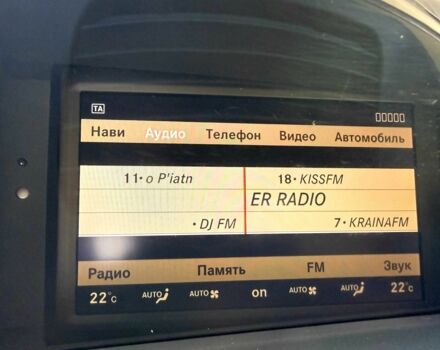 TA
00000
Нави Аудио Телефон Видео Автомобиль
11• o P'iatn 18• KISSFM
ER RADIO
• DJ FM 7• KRAINAFM
Радио Память FM Звук
22°c AUTO AUTO on AUTO AUTO 22°c